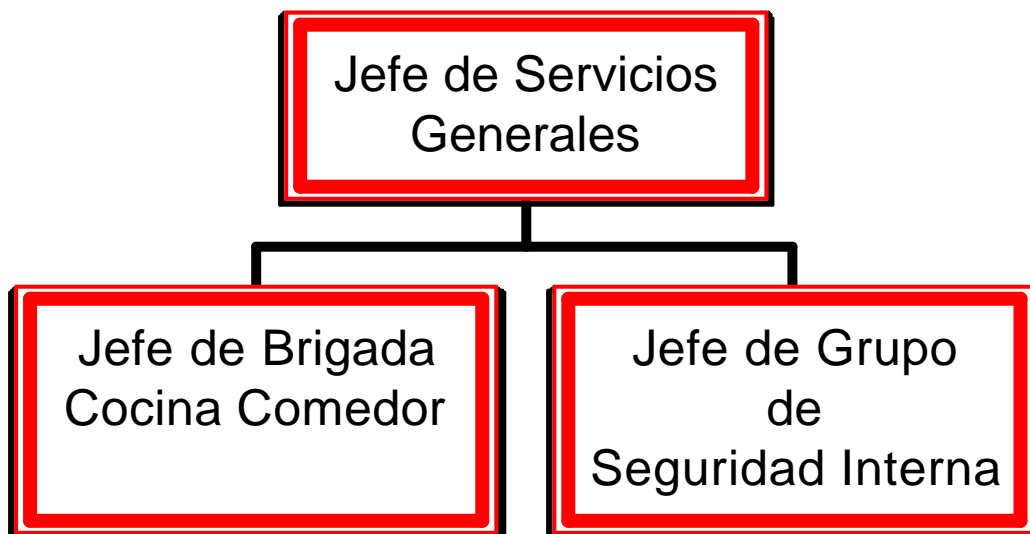 Jefe de Servicios
Generales
Jefe de Brigada
Cocina Comedor
Jefe de Grupo
de
Seguridad Interna